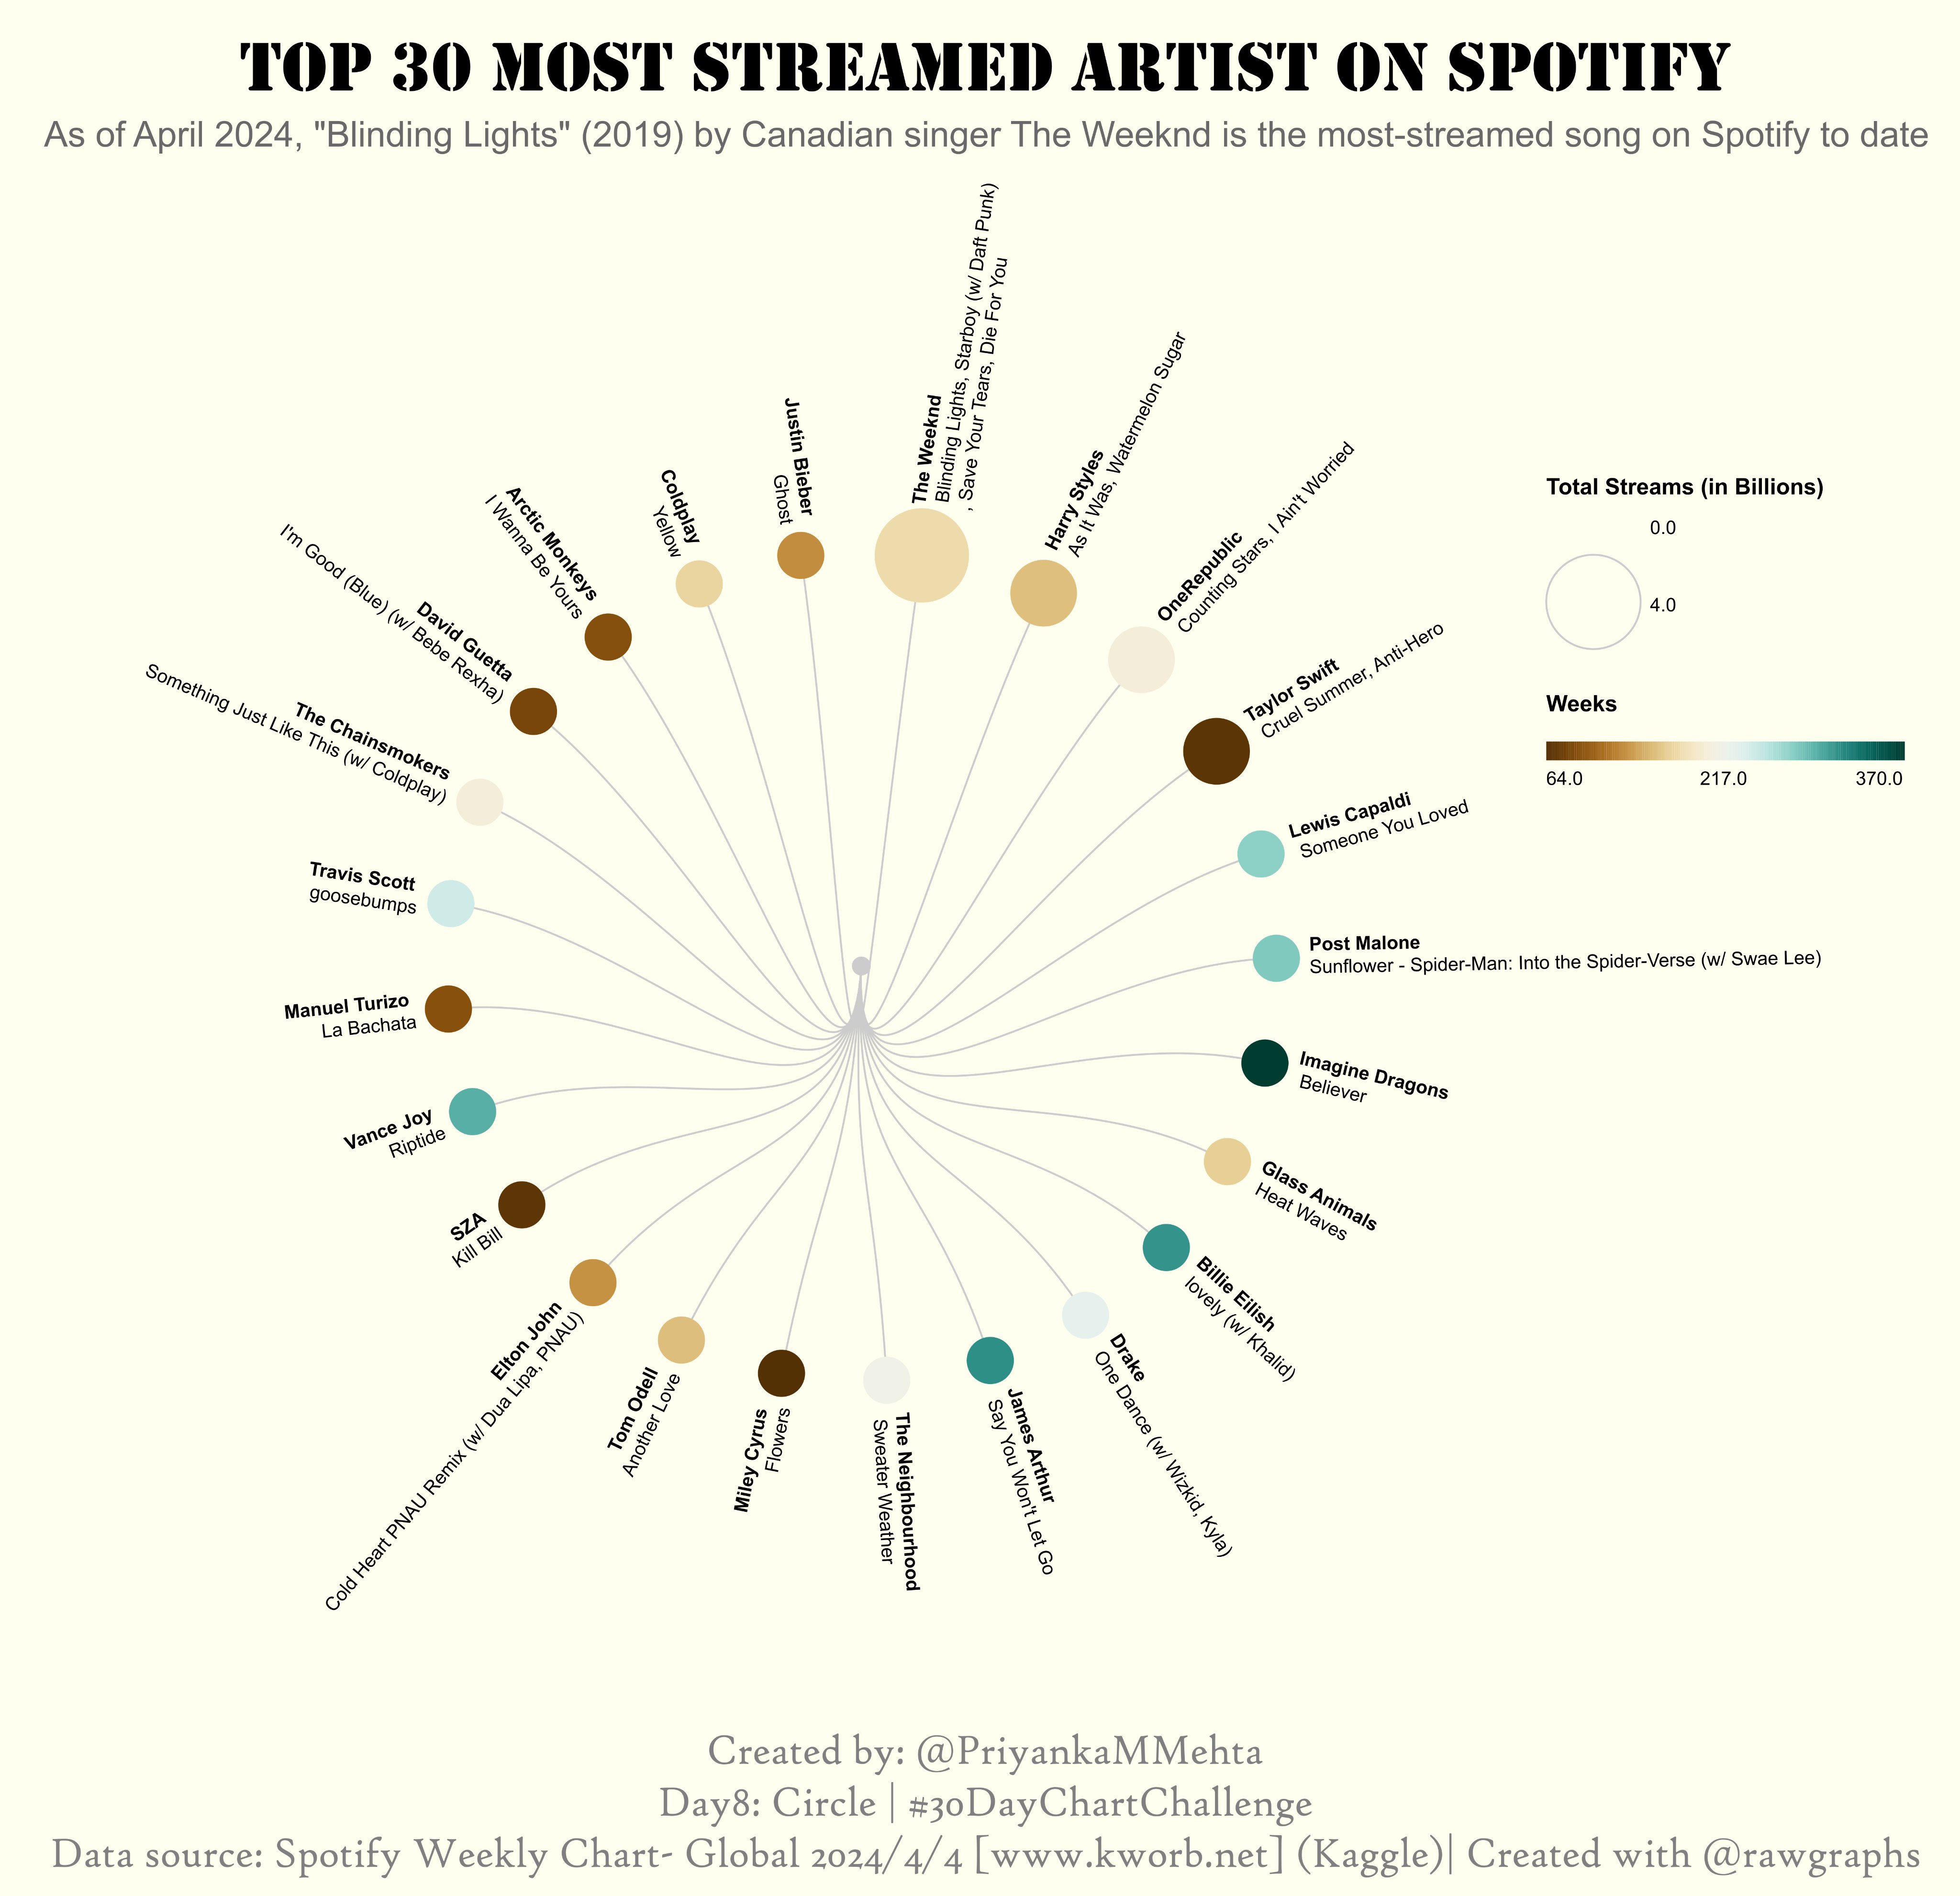 TOP 30 MOST STREAMED ARTIST ON SPOTIFY
As of April 2024, "Blinding Lights" (2019) by Canadian singer The Weeknd is the most-streamed song on Spotify to date
The Weeknd
Blinding Lights, Starboy (w/ Daft Punk)
, Save Your Tears, Die For You
Harry Styles
As It Was, Watermelon Sugar
OneRepublic
Counting Stars, I Ain't Worried
Taylor Swift
Cruel Summer, Anti-Hero
Lewis Capaldi
Someone You Loved
Post Malone
Sunflower - Spider-Man: Into the Spider-Verse (w/ Swae Lee)
Imagine Dragons
Believer
Glass Animals
Heat Waves
Billie Eilish
lovely (w/ Khalid)
Drake
One Dance (w/ Wizkid, Kyla)
James Arthur
Say You Won't Let Go
The Neighbourhood
Sweater Weather
Miley Cyrus
Flowers
Tom Odell
Another Love
Elton John
Cold Heart PNAU Remix (w/ Dua Lipa, PNAU)
SZA
Kill Bill
Vance Joy
Riptide
Manuel Turizo
La Bachata
Travis Scott
goosebumps
The Chainsmokers
Something Just Like This (w/ Coldplay)
David Guetta
I'm Good (Blue) (w/ Bebe Rexha)
Arctic Monkeys
I Wanna Be Yours
Coldplay
Yellow
Justin Bieber
Ghost
Total Streams (in Billions)
0.0
4.0
Weeks
64.0 217.0 370.0
Created by: @PriyankaMMehta
Day8: Circle | #30DayChartChallenge
Data source: Spotify Weekly Chart- Global 2024/4/4 [www.kworb.net] (Kaggle)| Created with @rawgraphs